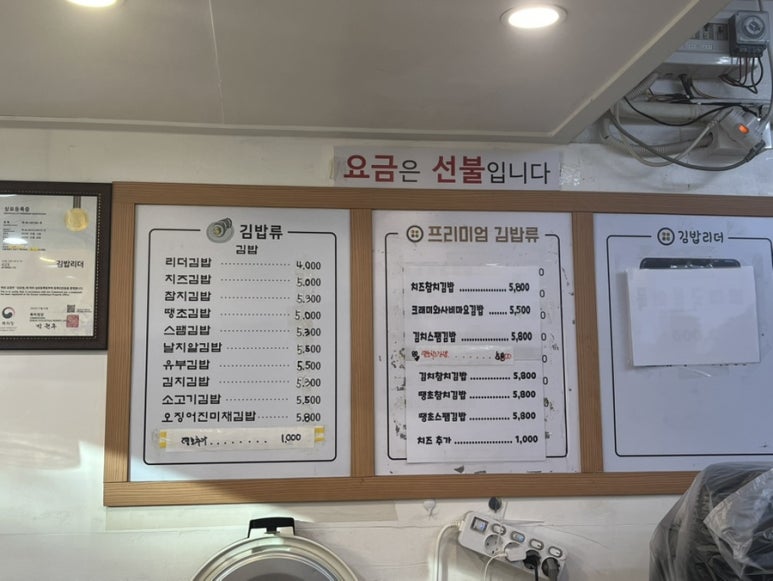 요금은 선불입니다
상표등록증
김밥리더
김밥류
김밥
리더김밥 4,000
치즈김밥 5,000
참치김밥 5,300
땡초김밥 5,000
스팸김밥 5,300
날치알김밥 5,500
유부김밥 5,500
김치김밥
소고기김밥 5,500
오징어진미채김밥 5,800
1,000
프리미엄 김밥류
치즈참치김밥 5,800
크래미와사비마요김밥 5,500
김치스팸김밥 5,800
김치참치김밥 5,800
땡초참치김밥 5,800
땡초스팸김밥 5,800
치즈 추가 1,000
김밥리더